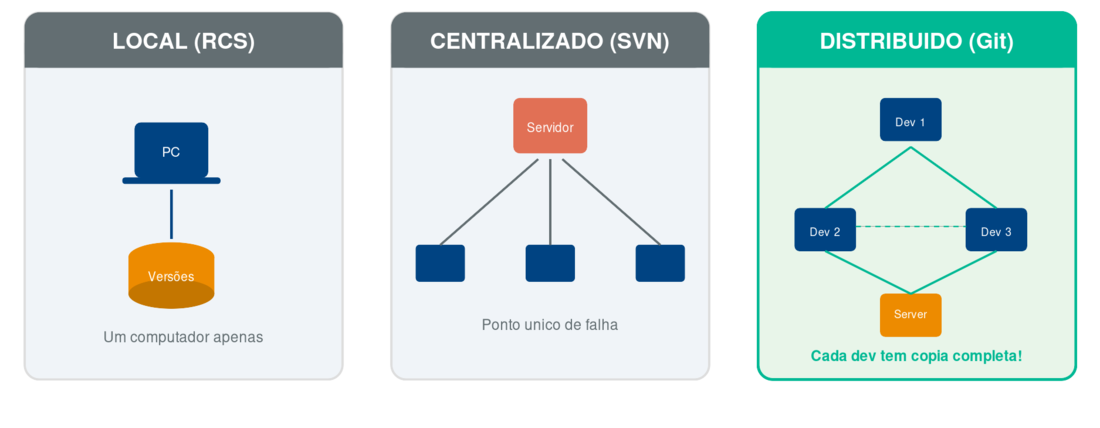 LOCAL (RCS)
PC
Versões
Um computador apenas
CENTRALIZADO (SVN)
Servidor
Ponto unico de falha
DISTRIBUIDO (Git)
Dev 1
Dev 2
Dev 3
Server
Cada dev tem copia completa!